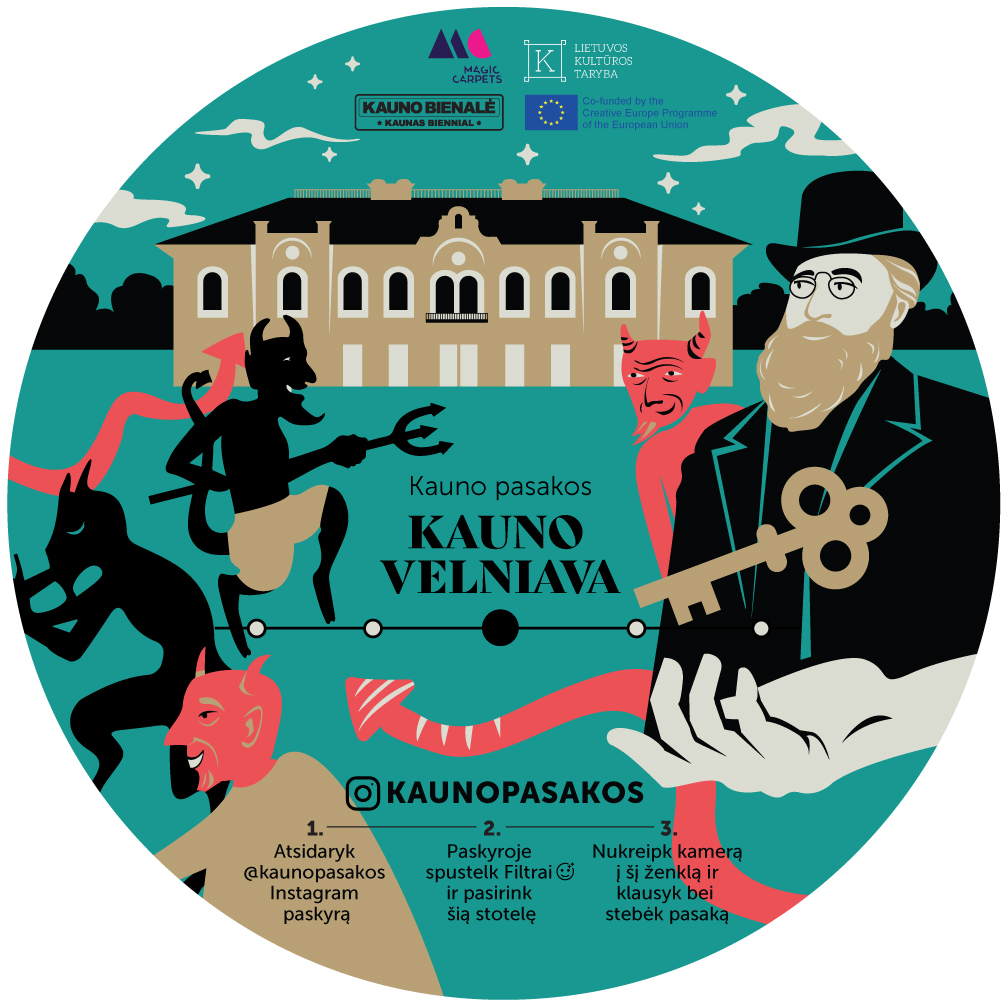 MAGIC
CARPETS
K
LIETUVOS
KULTŪROS
TARYBA
KAUNO BIENALĖ
KAUNAS BIENNIAL
Co-funded by the
Creative Europe Programme
of the European Union
Kauno pasakos
KAUNO
VELNIAVA
KAUNOPASAKOS
1.
Atsidaryk
@kaunopasakos
Instagram
paskyrą
2.
Paskyroje
spustelk Filtrai
ir pasirink
šią stotelę
3.
Nukreipk kamerą
į šį ženklą ir
klausyk bei
stebėk pasaką